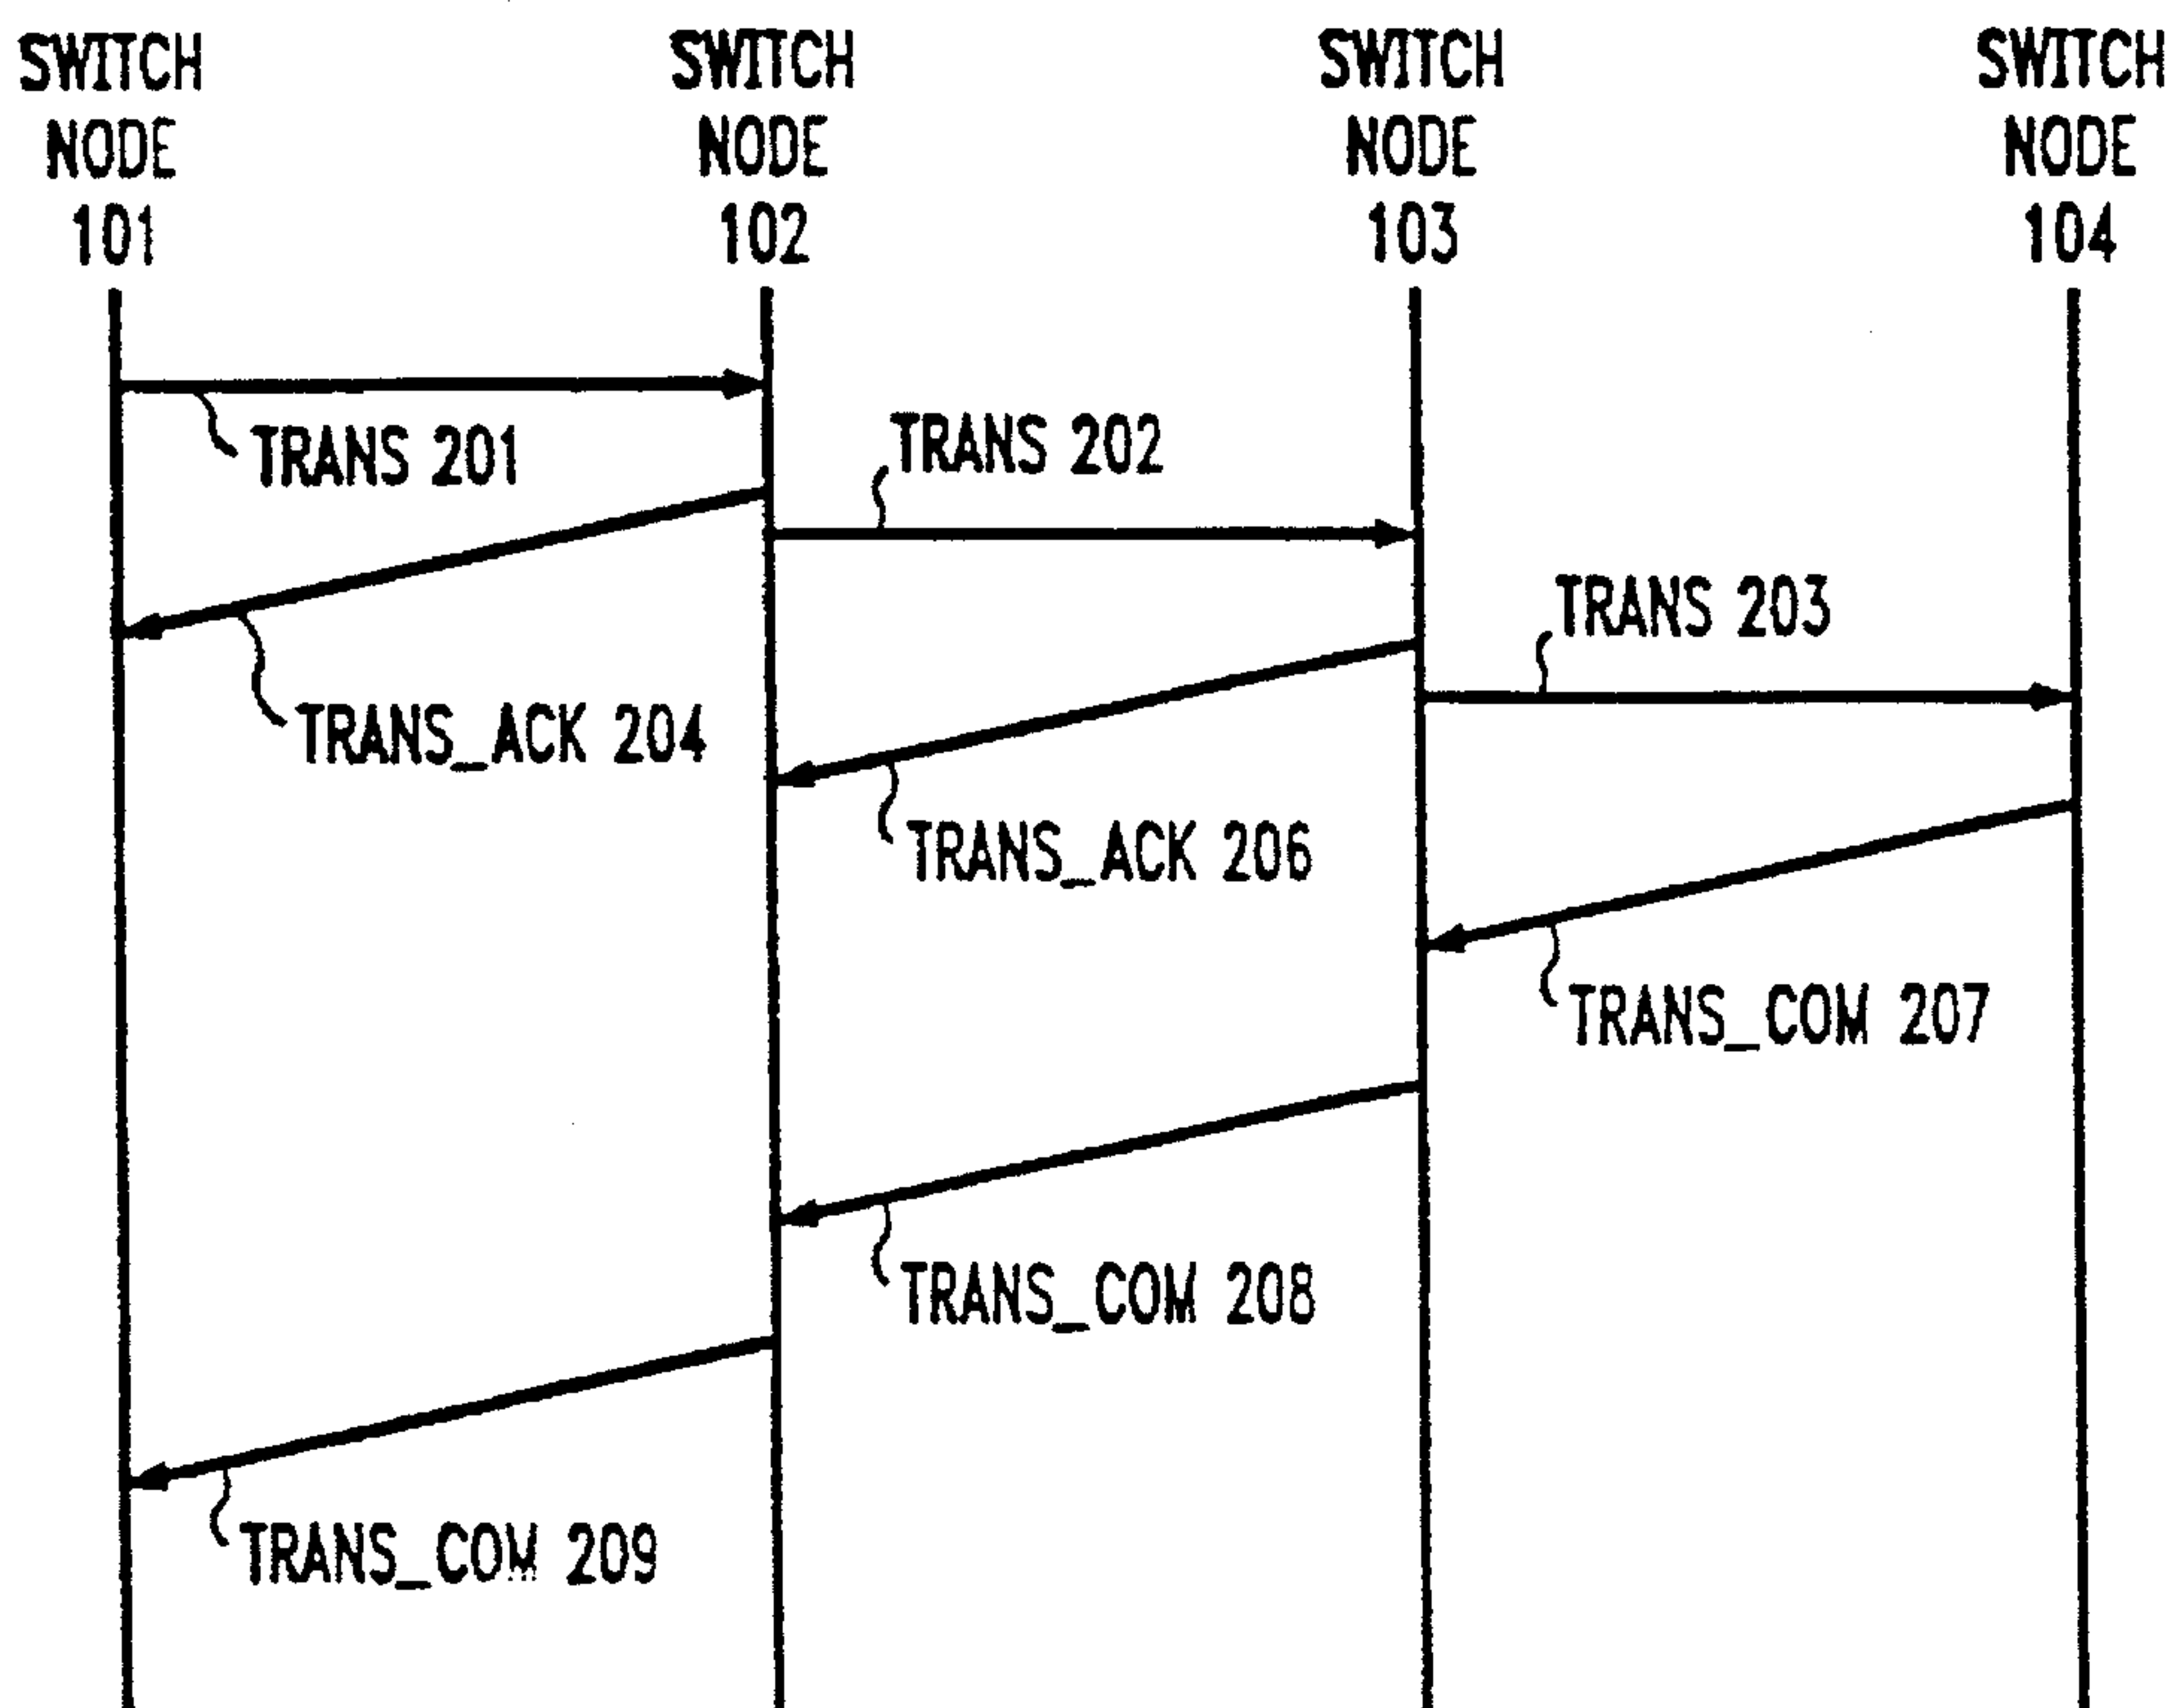 SWITCH
NODE
101
SWITCH
NODE
102
SWITCH
NODE
103
SWITCH
NODE
104
TRANS 201
TRANS 202
TRANS 203
TRANS_ACK 204
TRANS_ACK 206
TRANS_COM 207
TRANS_COM 208
TRANS_COM 209